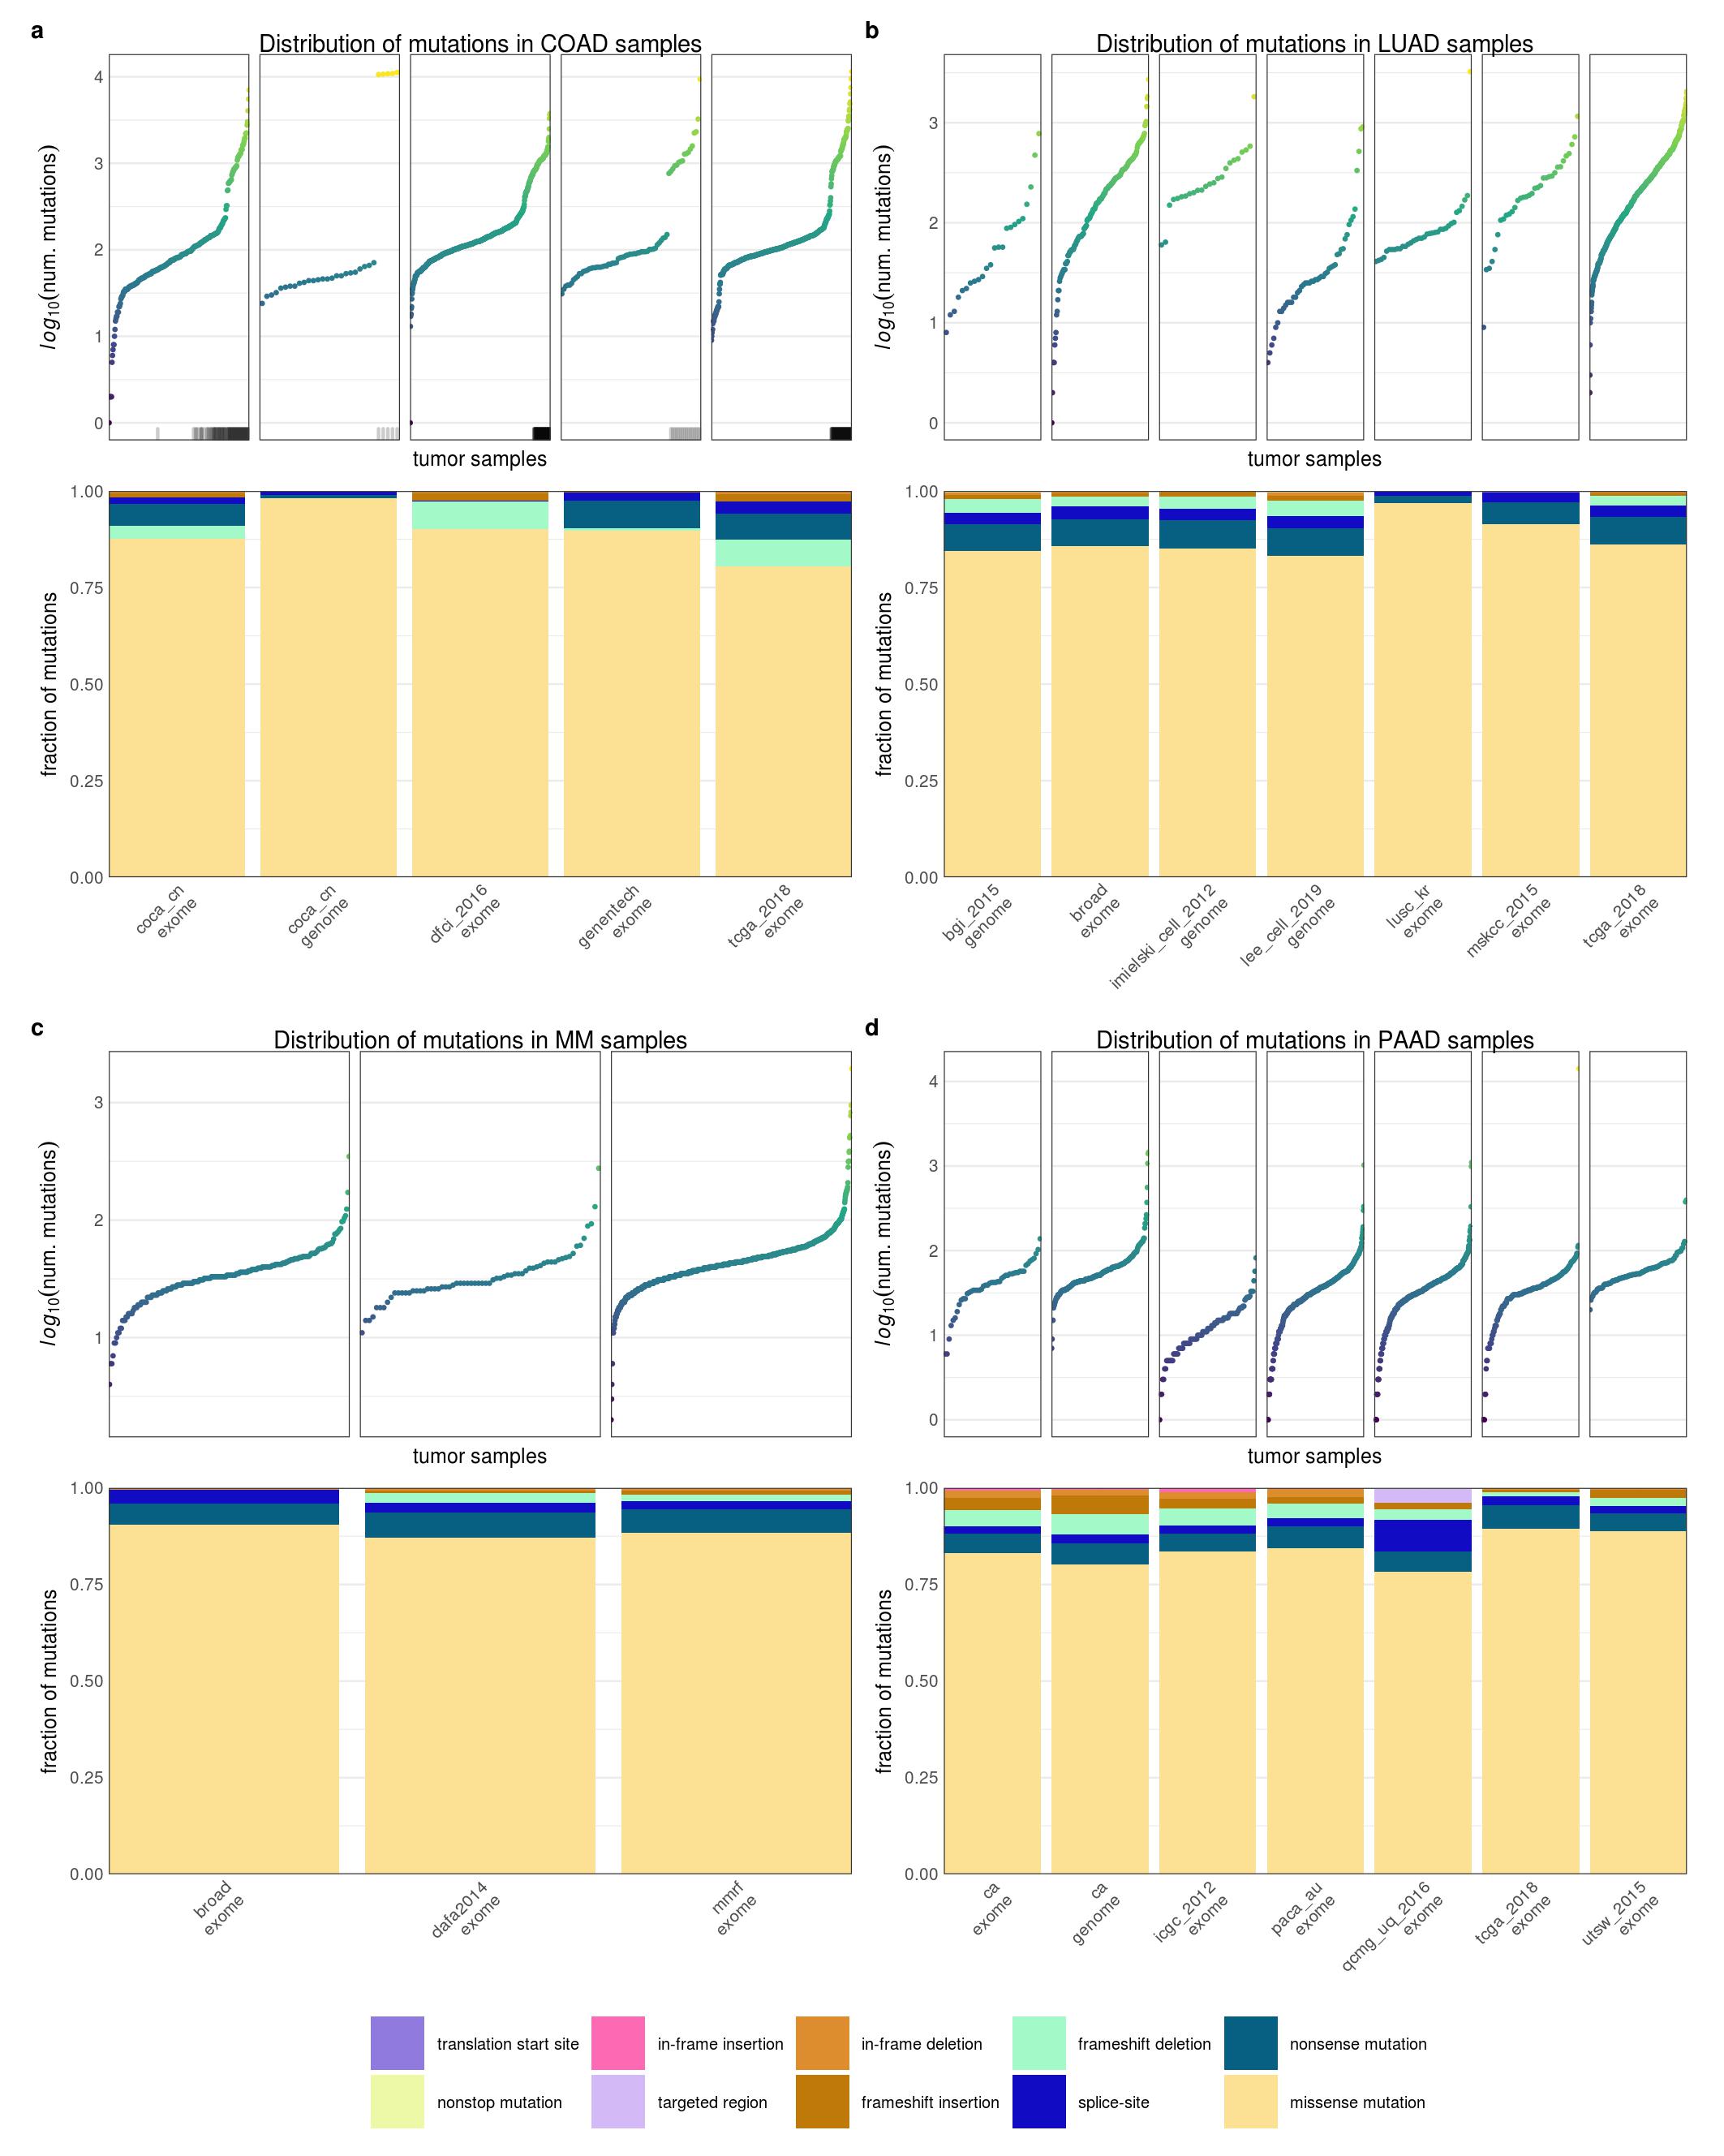 a
Distribution of mutations in COAD samples
log10(num. mutations)
4
3
2
1
0
tumor samples
fraction of mutations
1.00
0.75
0.50
0.25
0.00
coca_cn
exome
coca_cn
genome
dfci_2016
exome
genentech
exome
tcga_2018
exome
b
Distribution of mutations in LUAD samples
log10(num. mutations)
3
2
1
0
tumor samples
fraction of mutations
1.00
0.75
0.50
0.25
0.00
bgi_2015
genome
broad
exome
imielski_cell_2012
genome
lee_cell_2019
genome
lusc_kr
exome
mskcc_2015
exome
tcga_2018
exome
c
Distribution of mutations in MM samples
log10(num. mutations)
3
2
1
tumor samples
fraction of mutations
1.00
0.75
0.50
0.25
0.00
broad
exome
dafa2014
exome
mmrf
exome
d
Distribution of mutations in PAAD samples
log10(num. mutations)
4
3
2
1
0
tumor samples
fraction of mutations
1.00
0.75
0.50
0.25
0.00
ca
exome
ca
genome
icgc_2012
exome
paca_au
exome
qcmg_uq_2016
exome
tcga_2018
exome
utsw_2015
exome
translation start site
in-frame insertion
in-frame deletion
frameshift deletion
nonsense mutation
nonstop mutation
targeted region
frameshift insertion
splice-site
missense mutation